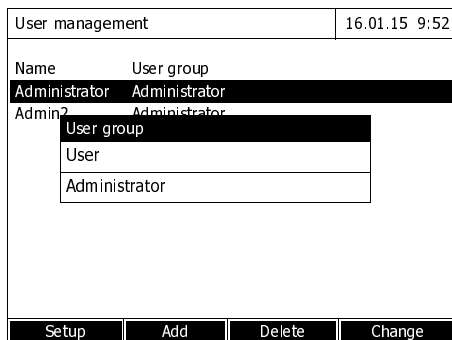 User management 16.01.15 9:52
Name User group
Administrator Administrator
Admin2 Administrator
User group
User
Administrator
Setup Add Delete Change